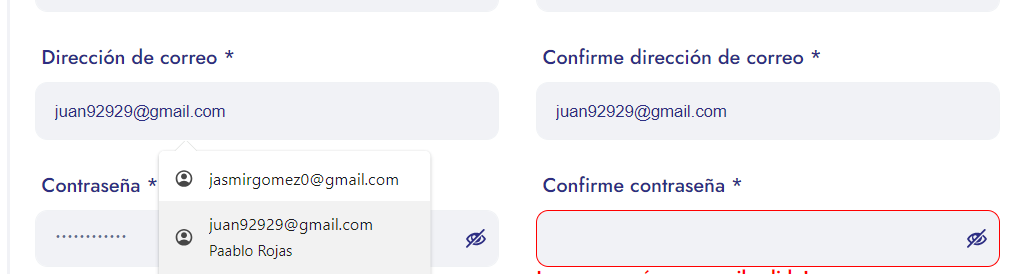 Dirección de correo *
Confirme dirección de correo *
juan92929@gmail.com
juan92929@gmail.com
Contraseña *
Confirme contraseña *
jasmirgomez0@gmail.com
juan92929@gmail.com
Paablo Rojas